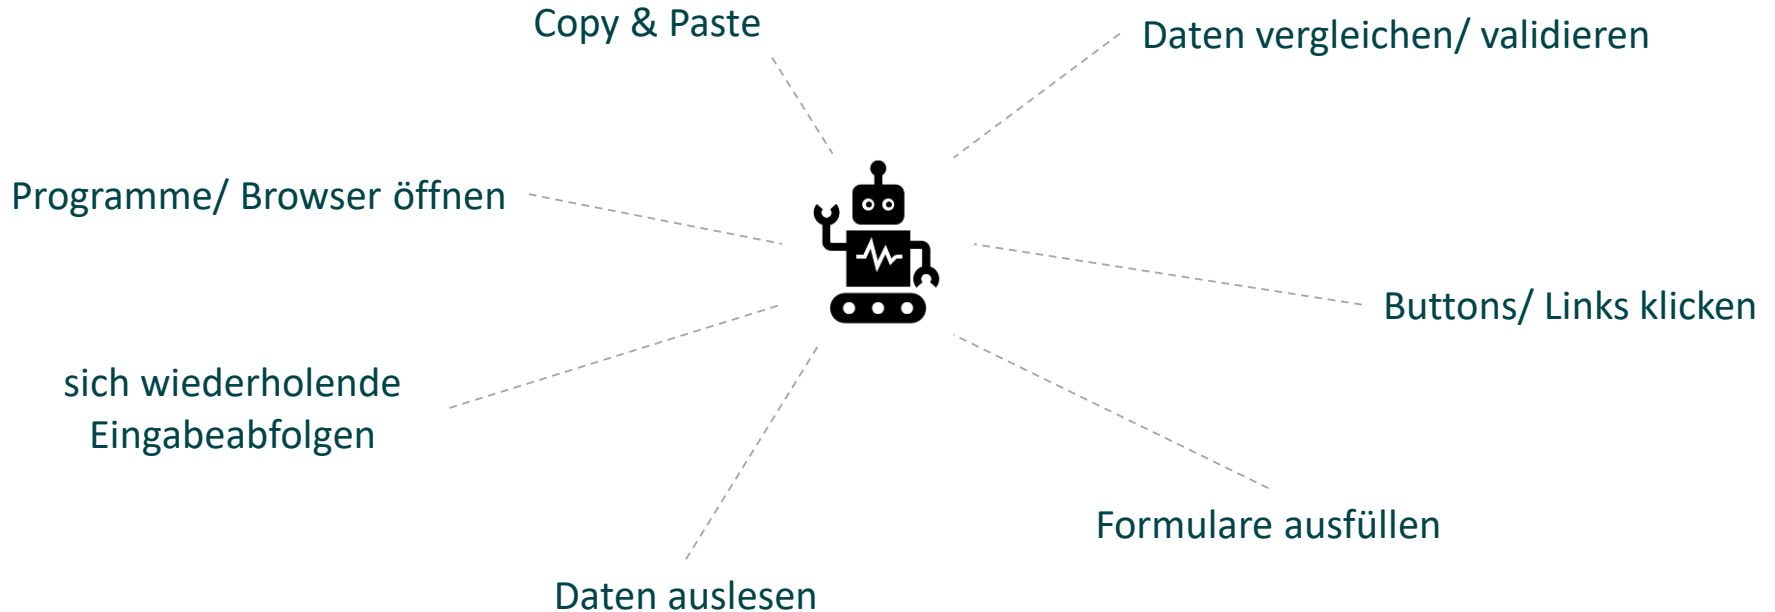 Copy & Paste
Daten vergleichen/ validieren
Programme/ Browser öffnen
Buttons/ Links klicken
sich wiederholende
Eingabeabfolgen
Formulare ausfüllen
Daten auslesen